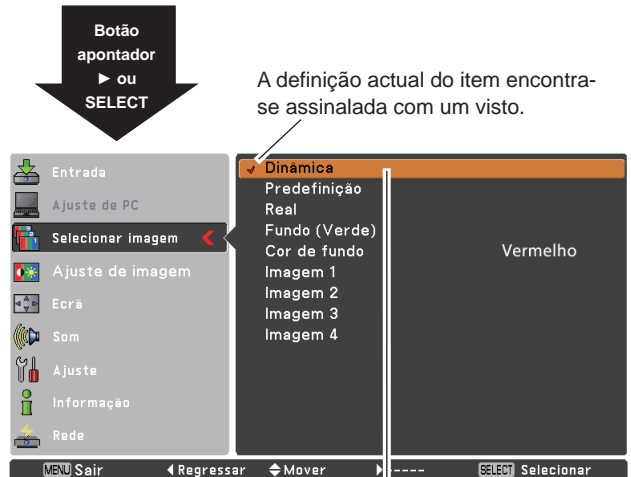 Botão
apontador
► ou
SELECT
A definição actual do item encontra-
se assinalada com um visto.
Entrada
Ajuste de PC
Selecionar imagem
Ajuste de imagem
Ecrã
Som
Ajuste
Informação
Rede
Dinâmica
Predefinição
Real
Fundo (Verde)
Cor de fundo
Imagem 1
Imagem 2
Imagem 3
Imagem 4
Vermelho
MENU Sair ◄Regressar Mover ►----- SELECT Selecionar